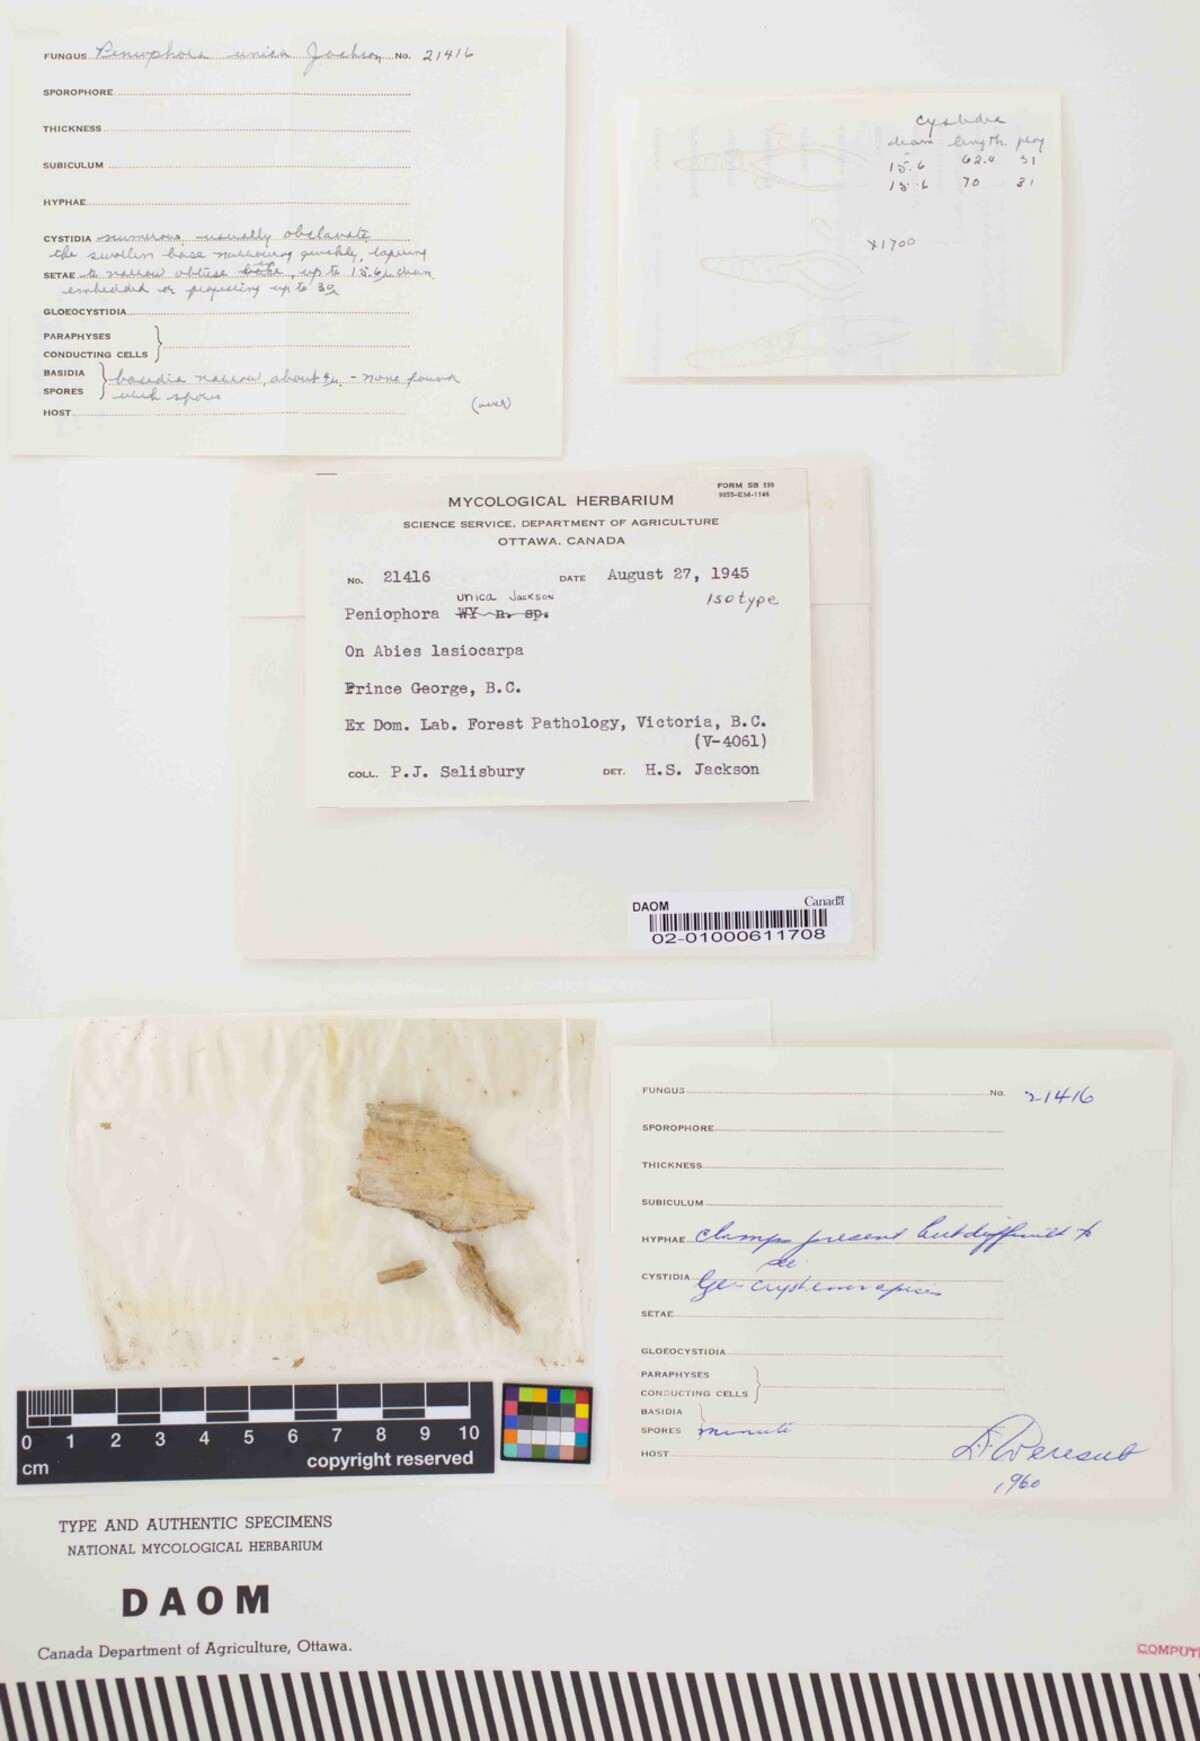 FUNGUS Peniophora unica Jackson No. 21416
SPOROPHORE
THICKNESS
SUBICULUM
HYPHAE
CYSTIDIA numerous usually obclavate,
the swollen base narrowing quickly, tapering
SETAE to narrow obtuse base, up to 15.6µ diam.
embedded or projecting up to 30µ
GLOEOCYSTIDIA
PARAPHYSES
CONDUCTING CELLS
BASIDIA basidia narrow, about 4µ - none found
SPORES with spores
HOST (over)
cystidia
diam length. proj
15.6 62.4 31
15.6 70 31
X1700
FORM SB 199
9855-EM-1146
MYCOLOGICAL HERBARIUM
SCIENCE SERVICE, DEPARTMENT OF AGRICULTURE
OTTAWA, CANADA
No. 21416 DATE August 27, 1945
unica Jackson Isotype
Peniophora WY n. sp.
On Abies lasiocarpa
Prince George, B.C.
Ex Dom. Lab. Forest Pathology, Victoria, B.C.
(V-4061)
COLL. P.J. Salisbury DET. H.S. Jackson
DAOM Canada
02-01000611708
FUNGUS No. 21416
SPOROPHORE
THICKNESS
SUBICULUM
HYPHAE clamps present but difficult to
see
CYSTIDIA
SETAE
GLOEOCYSTIDIA
PARAPHYSES
CONDUCTING CELLS
BASIDIA
SPORES minute
HOST
1960
0 1 2 3 4 5 6 7 8 9 10
cm copyright reserved
TYPE AND AUTHENTIC SPECIMENS
NATIONAL MYCOLOGICAL HERBARIUM
DAOM
Canada Department of Agriculture, Ottawa.
COMPUT